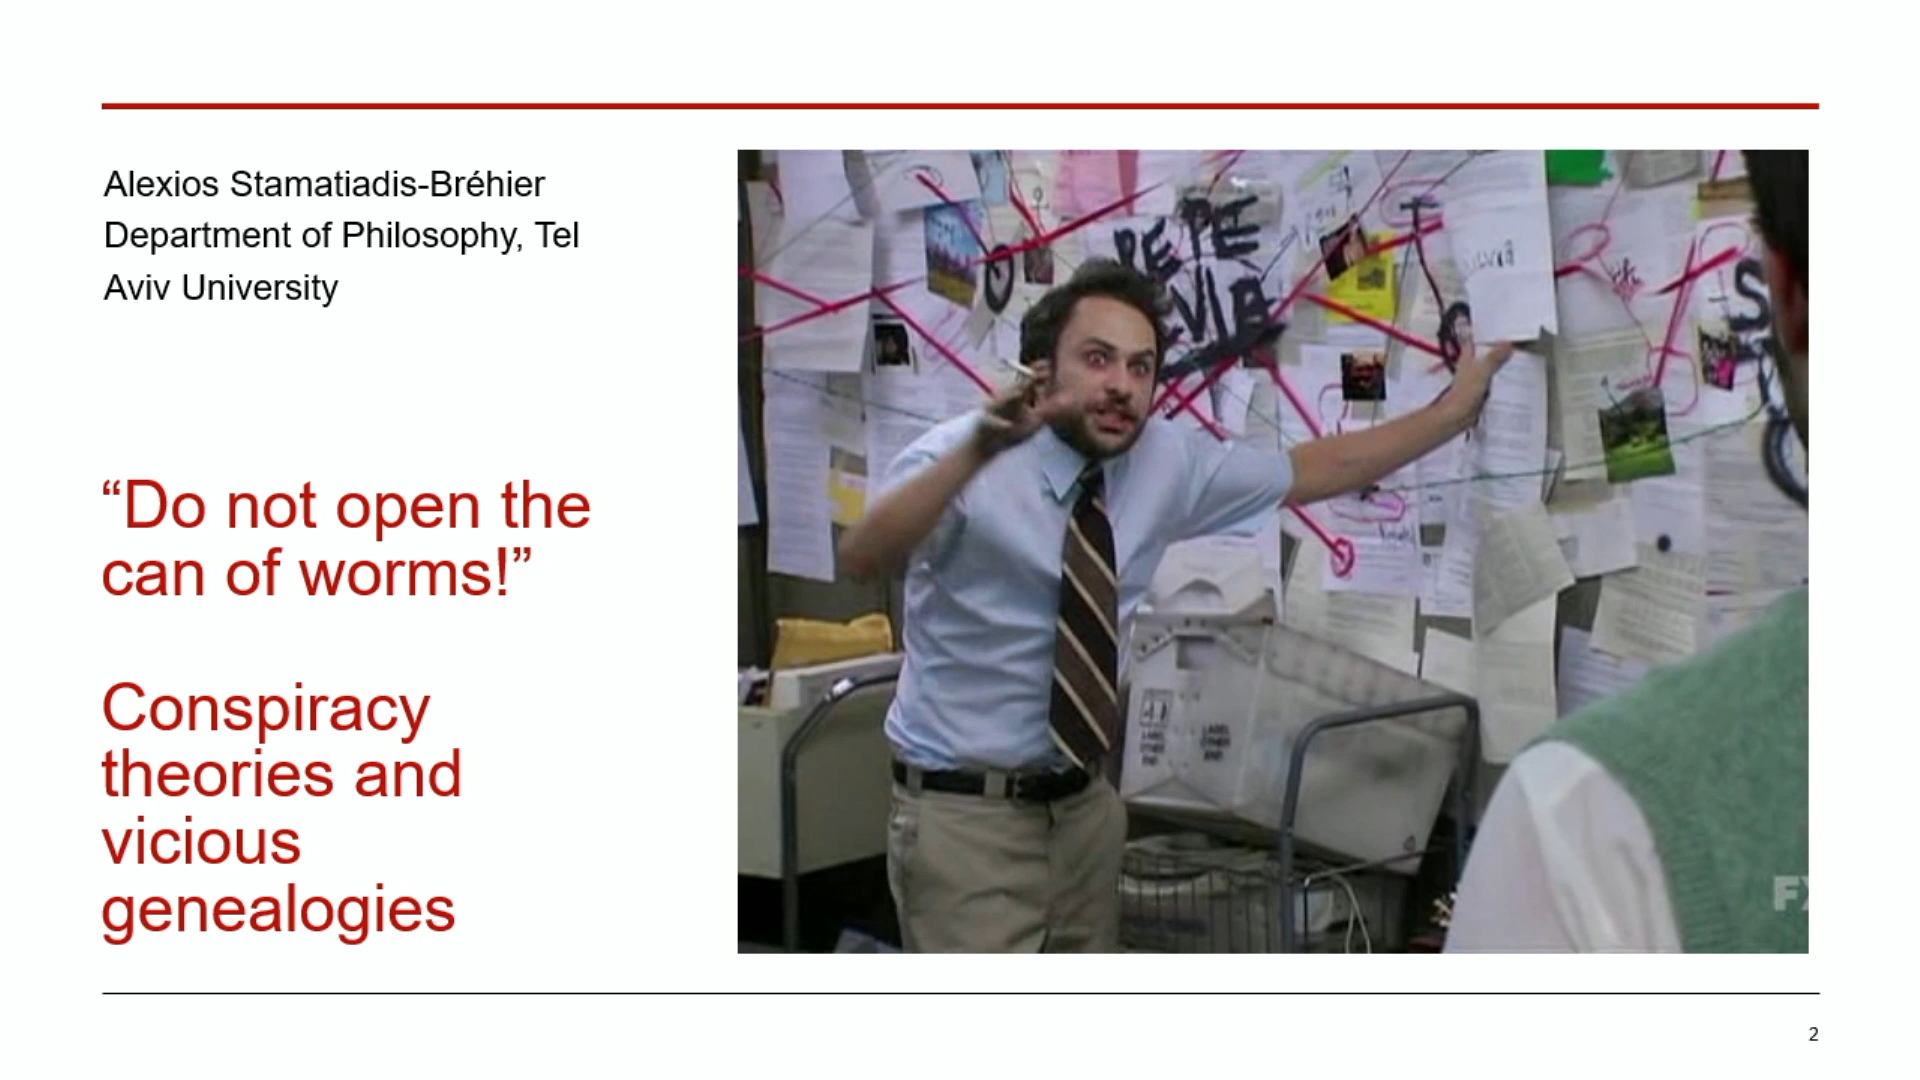 Alexios Stamatiadis-Bréhier
Department of Philosophy, Tel
Aviv University
“Do not open the
can of worms!”
Conspiracy
theories and
vicious
genealogies
PEPE
SILVIA
FX
2